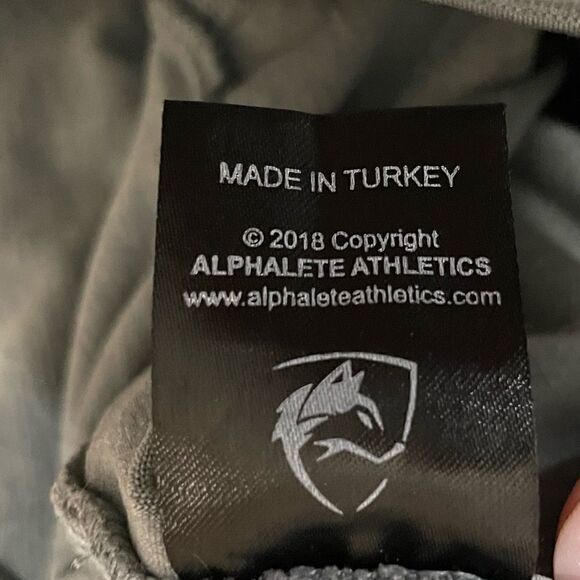 MADE IN TURKEY
© 2018 Copyright
ALPHALETE ATHLETICS
www.alphaleteathletics.com